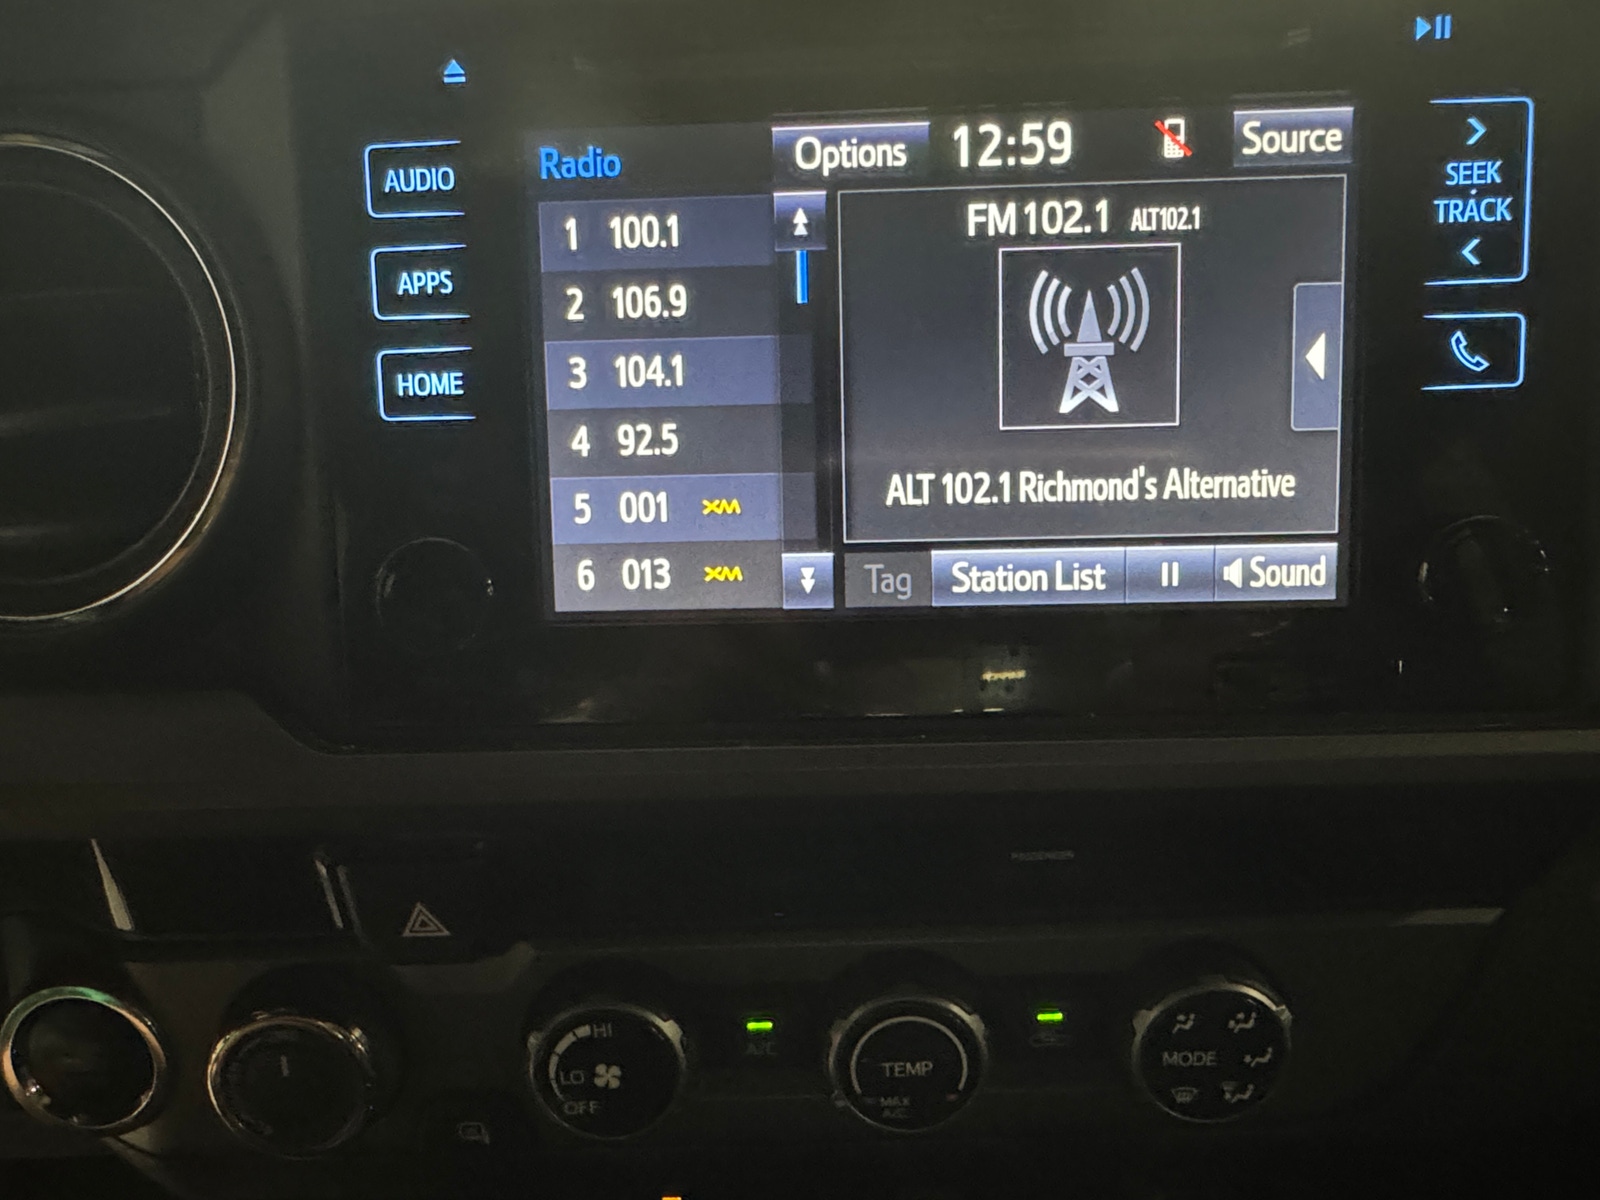 AUDIO
APPS
HOME
Radio
Options
12:59
Source
1 100.1
2 106.9
3 104.1
4 92.5
5 001 XM
6 013 XM
FM 102.1 ALT102.1
ALT 102.1 Richmond's Alternative
Tag
Station List
Sound
SEEK
TRACK
PASSENGER
HI
LO
OFF
A/C
TEMP
MAX
A/C
MODE